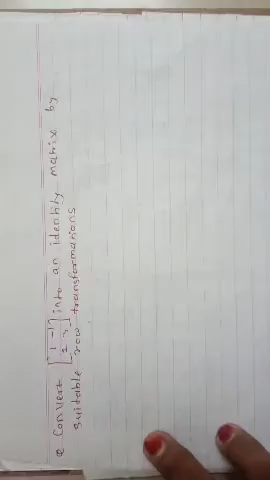 Q Convert [1 -1 2 3] into an identity matrix by
suitable row transformations